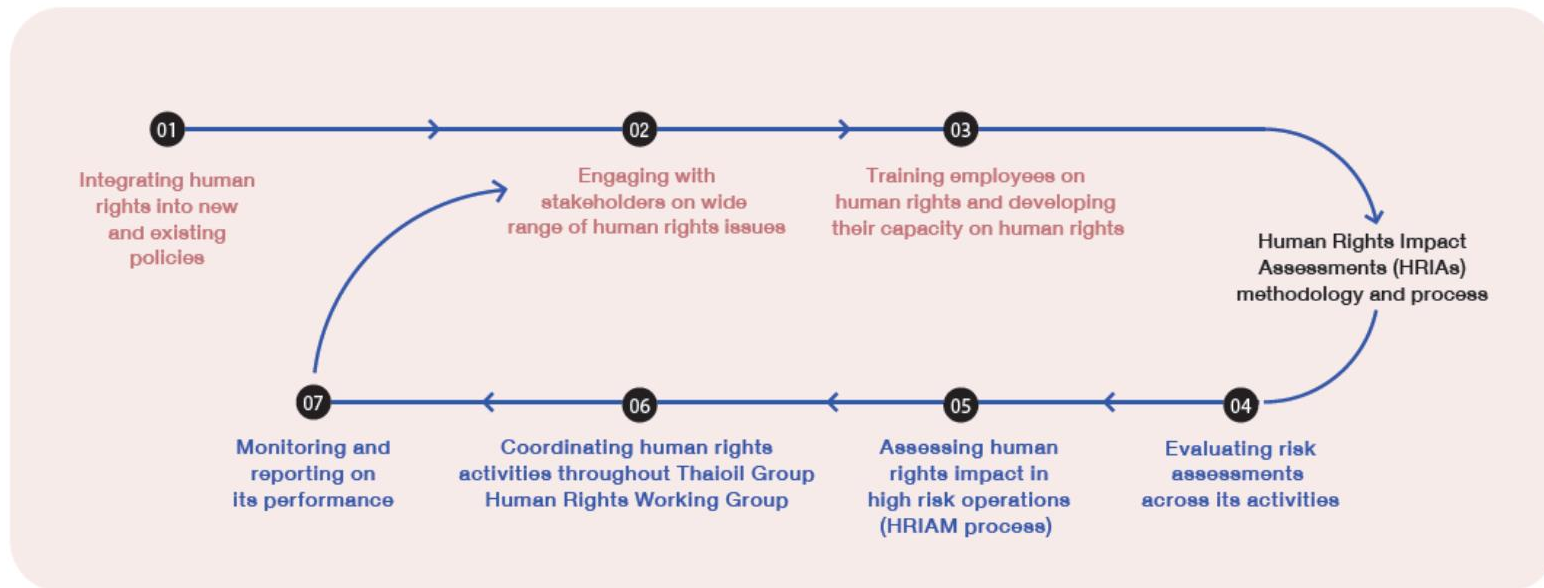 01
Integrating human
rights into new
and existing
policies
02
Engaging with
stakeholders on wide
range of human rights issues
03
Training employees on
human rights and developing
their capacity on human rights
Human Rights Impact
Assessments (HRIAs)
methodology and process
04
Evaluating risk
assessments
across its activities
05
Assessing human
rights impact in
high risk operations
(HRIAM process)
06
Coordinating human rights
activities throughout Thaioil Group
Human Rights Working Group
07
Monitoring and
reporting on
its performance